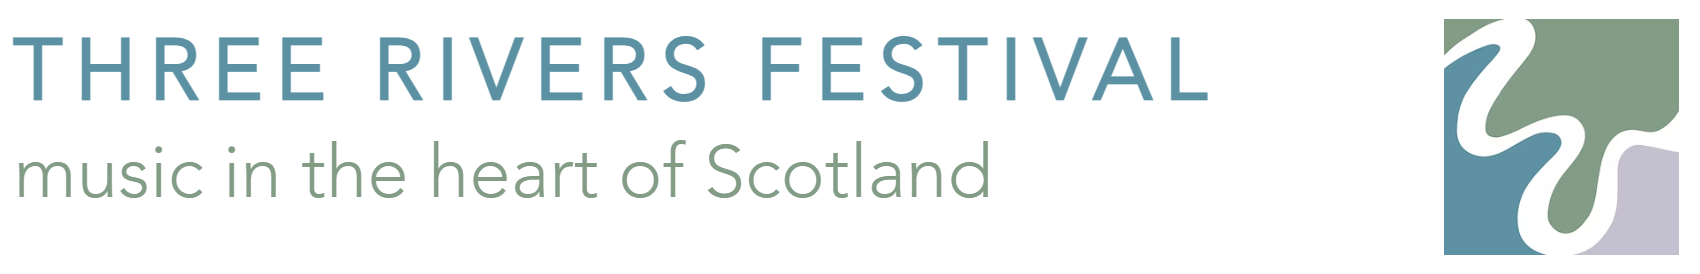 THREE RIVERS FESTIVAL
music in the heart of Scotland